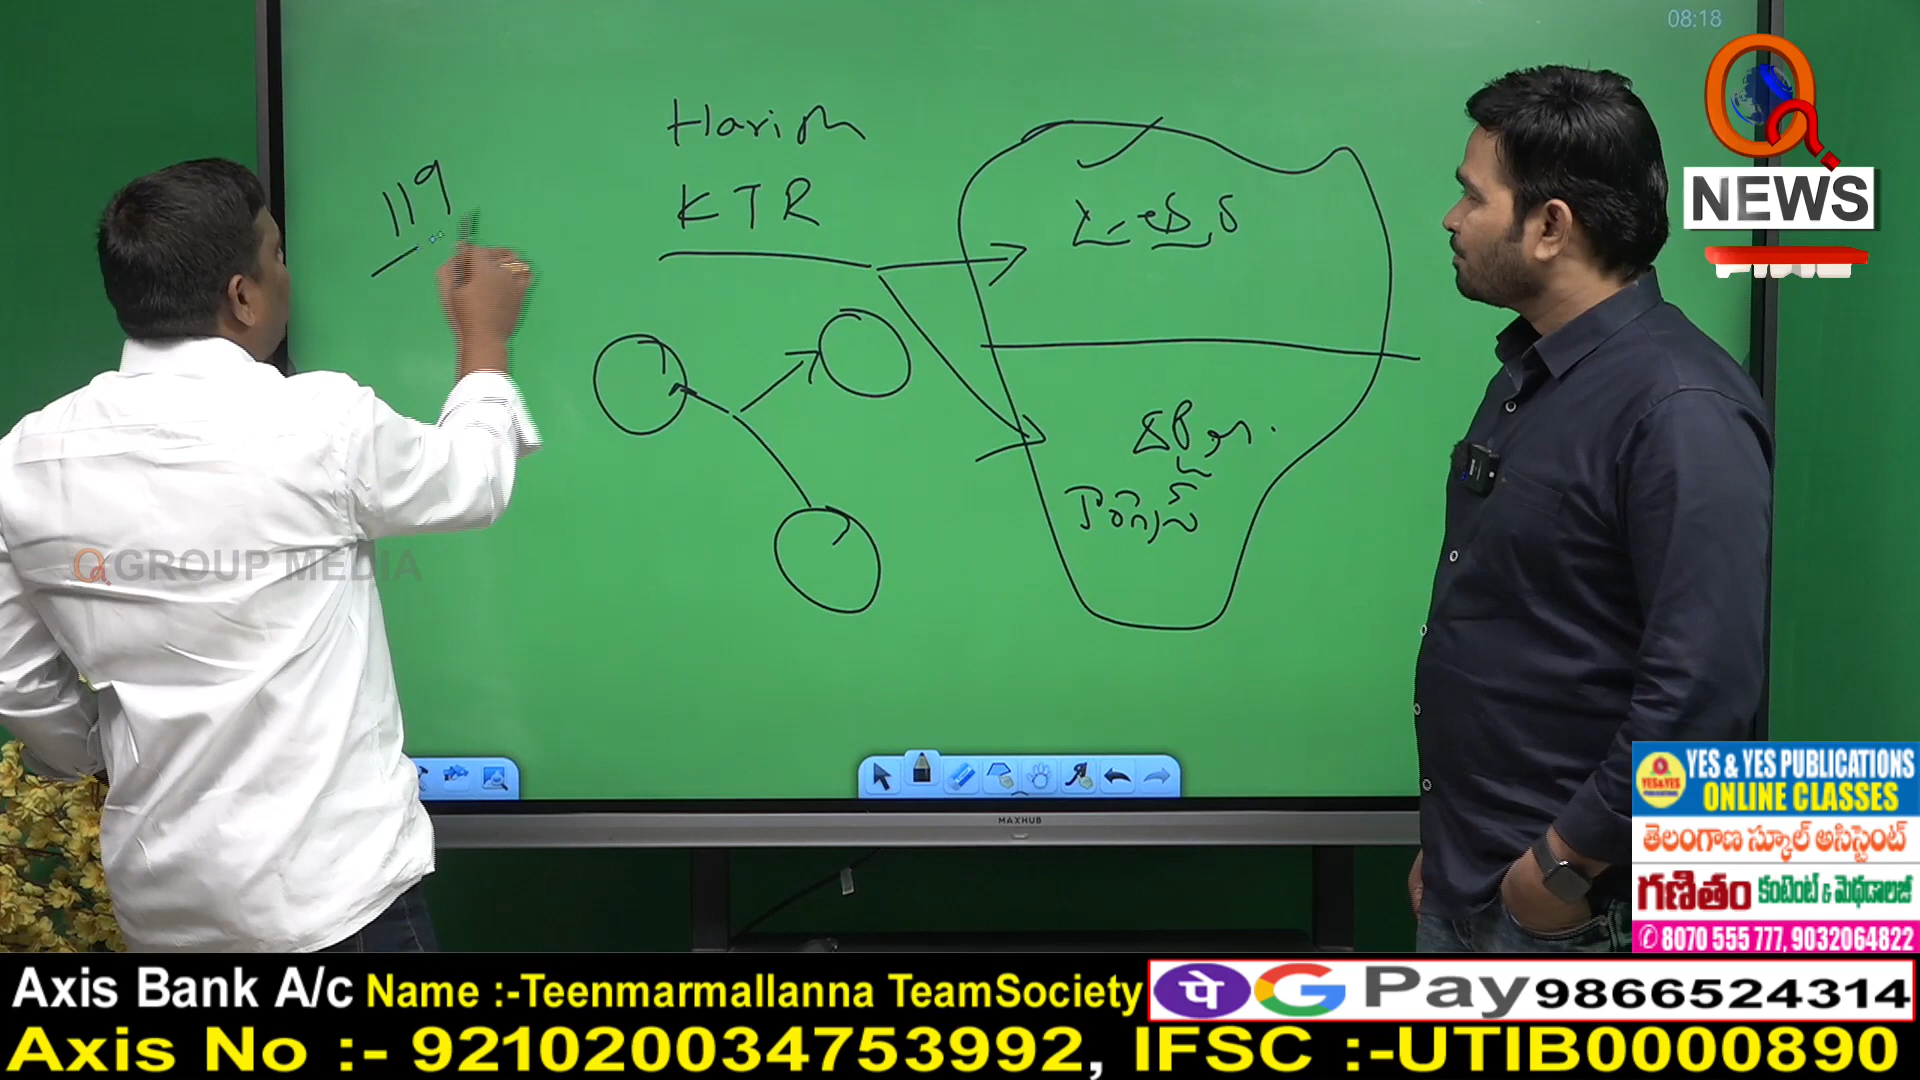 08:18
Harish
KTR
119
Q NEWS
Q GROUP MEDIA
MAXHUB
YES & YES PUBLICATIONS
ONLINE CLASSES
తెలంగాణ స్కూల్ అసిస్టెంట్
గణితం కంటెంట్ & మెథడాలజీ
8070 555 777, 9032064822
Axis Bank A/c Name :-Teenmarmallanna TeamSociety
पे G Pay 9866524314
Axis No :- 921020034753992, IFSC :-UTIB0000890